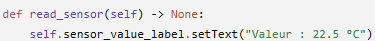 def read_sensor(self) -> None:
    self.sensor_value_label.setText("Valeur : 22.5 °C")